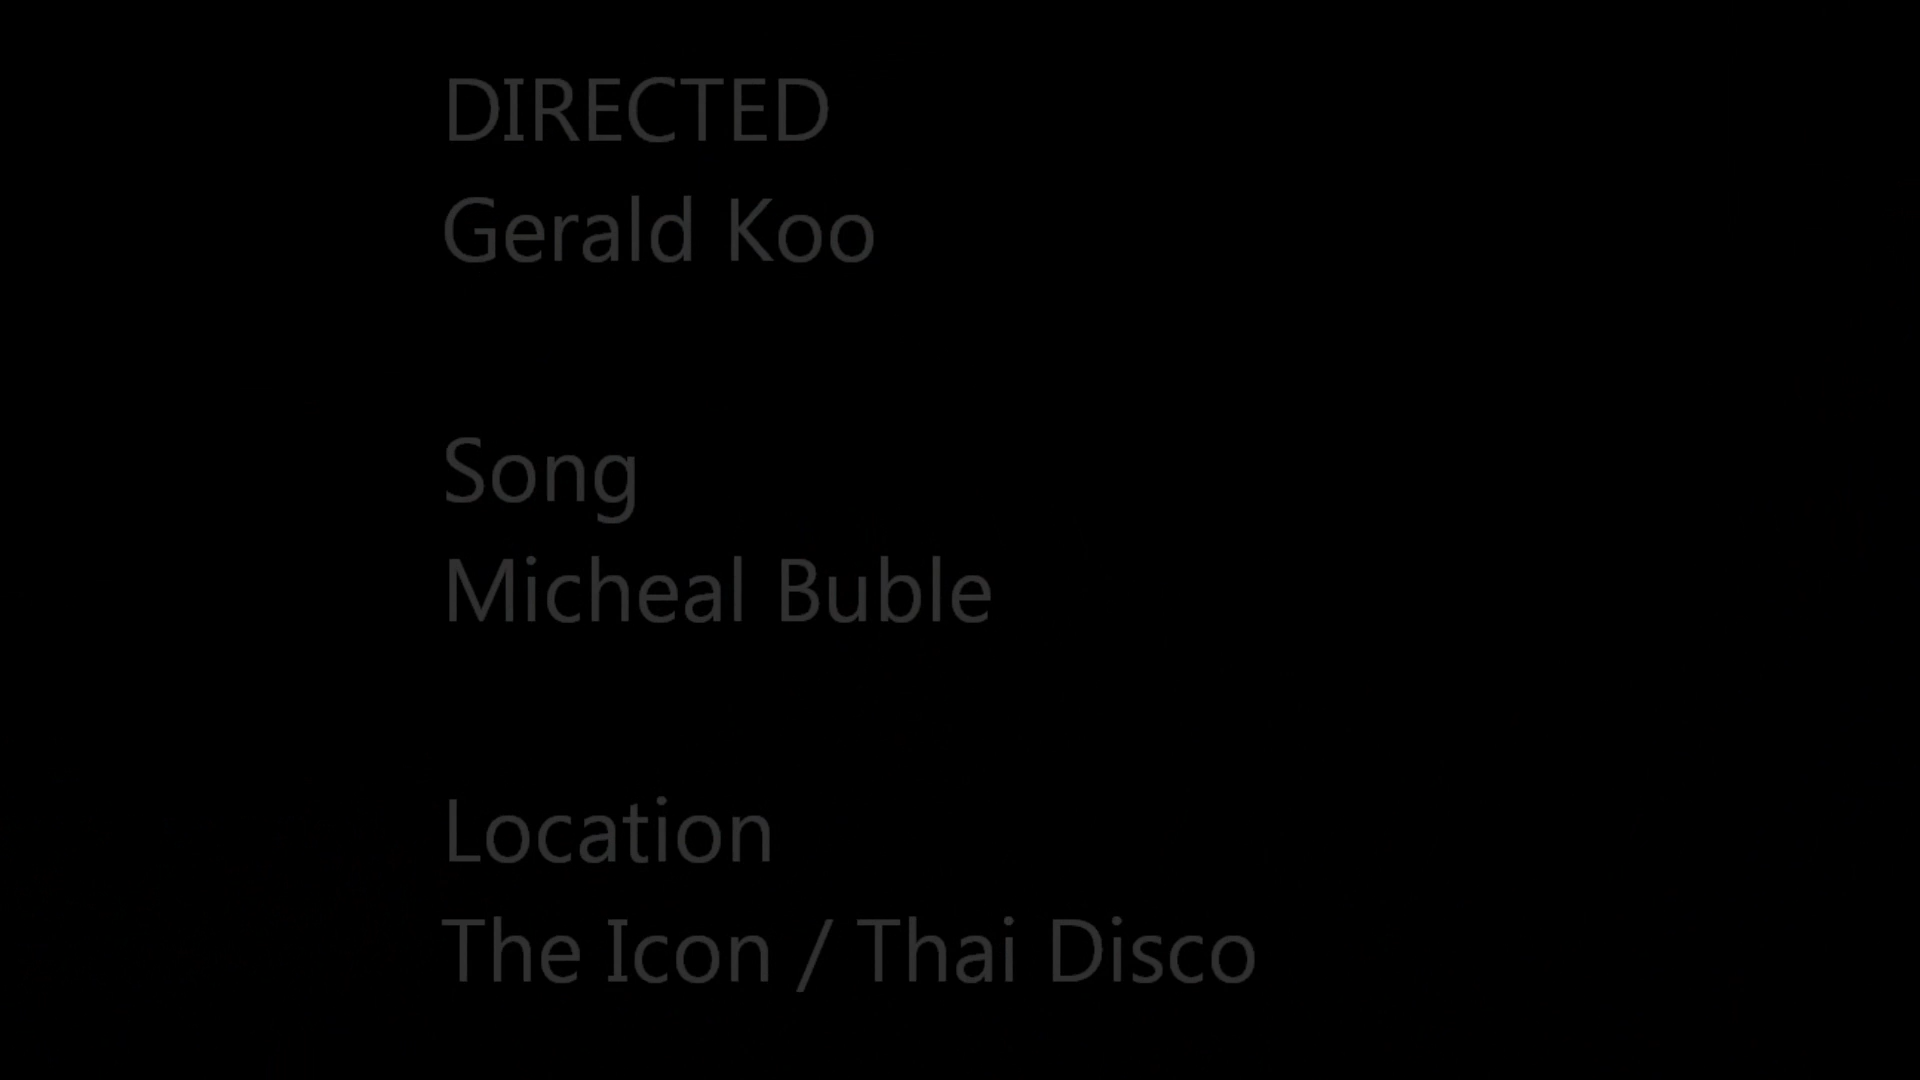 DIRECTED
Gerald Koo
Song
Micheal Buble
Location
The Icon / Thai Disco